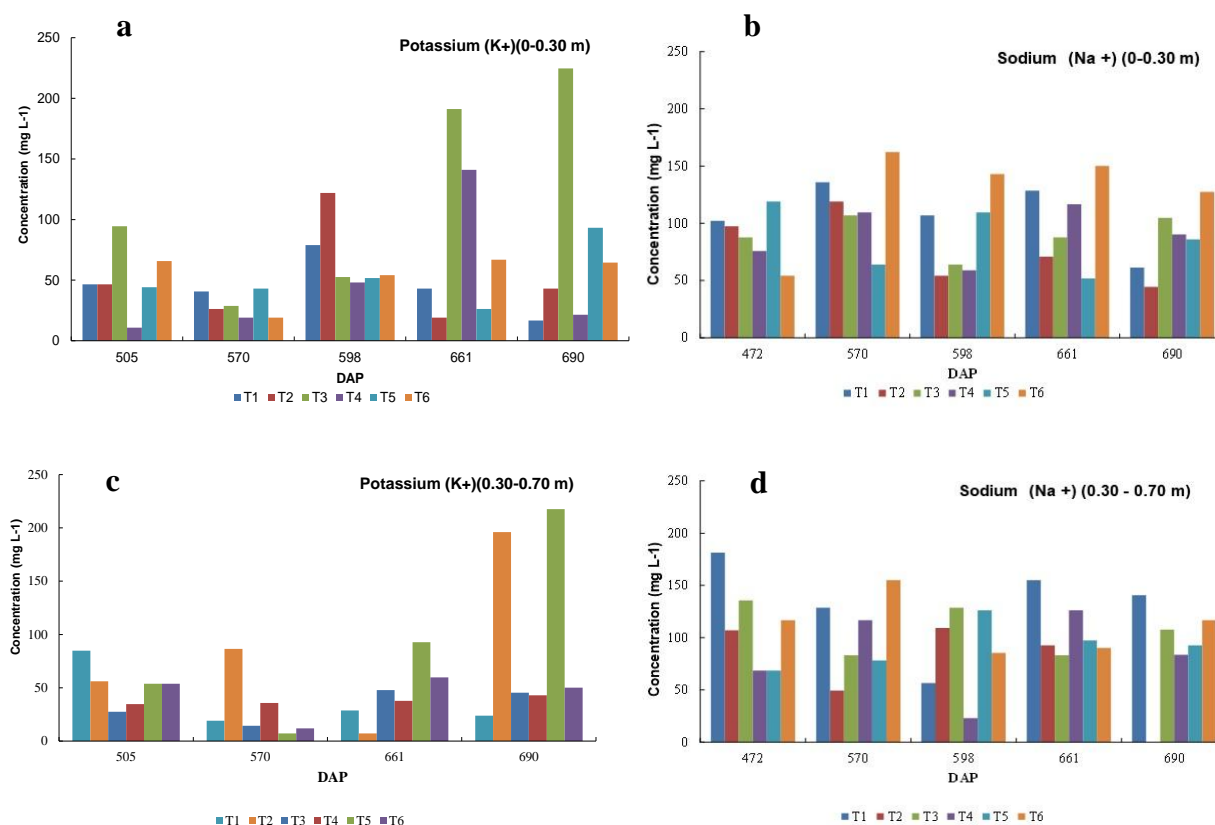 a
Potassium (K+)(0-0.30 m)
Concentration (mg L-1)
250
200
150
100
50
0
505 570 598 661 690
DAP
T1 T2 T3 T4 T5 T6
b
Sodium (Na +) (0-0.30 m)
Concentration (mg L-1)
250
200
150
100
50
0
472 570 598 661 690
DAP
T1 T2 T3 T4 T5 T6
c
Potassium (K+)(0.30-0.70 m)
Concentration (mg L-1)
250
200
150
100
50
0
505 570 661 690
DAP
T1 T2 T3 T4 T5 T6
d
Sodium (Na +) (0.30 - 0.70 m)
Concentration (mg L-1)
250
200
150
100
50
0
472 570 598 661 690
DAP
T1 T2 T3 T4 T5 T6